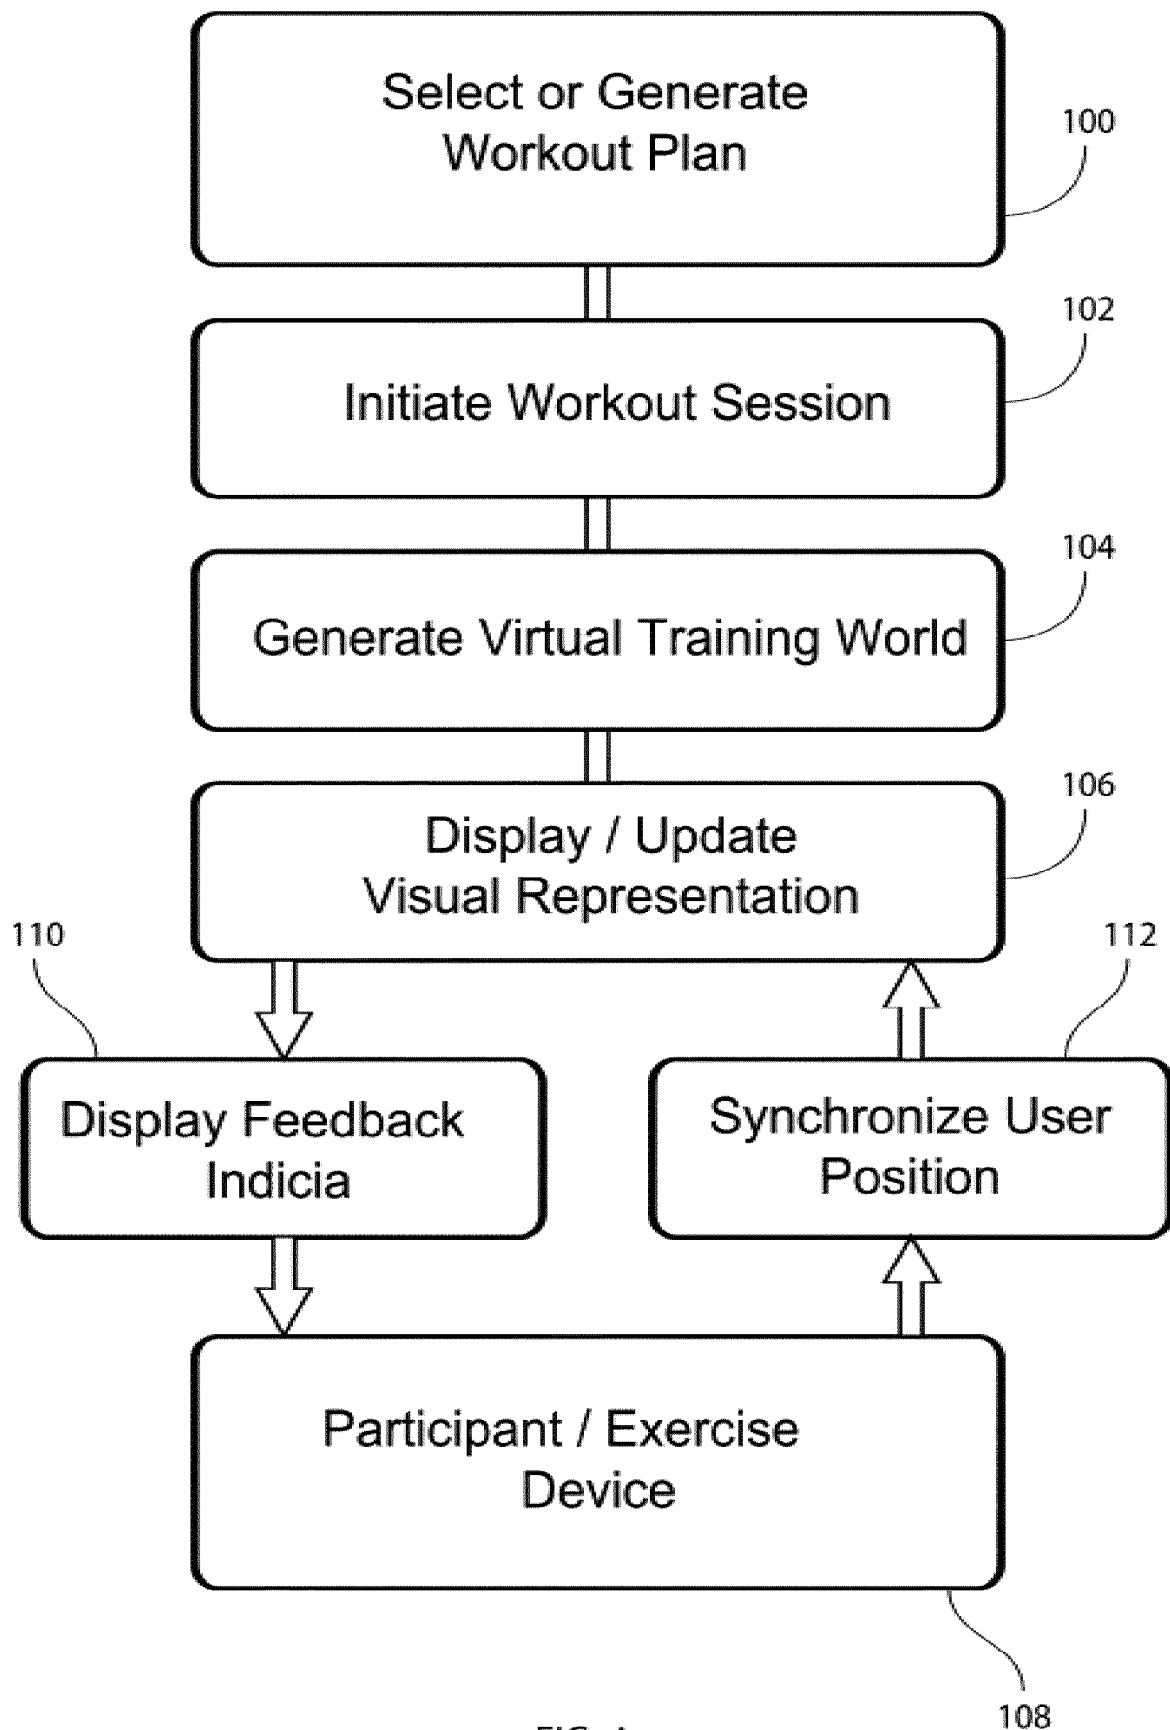 Select or Generate
Workout Plan
100
Initiate Workout Session
102
Generate Virtual Training World
104
Display / Update
Visual Representation
106
110
112
Display Feedback
Indicia
Synchronize User
Position
Participant / Exercise
Device
108